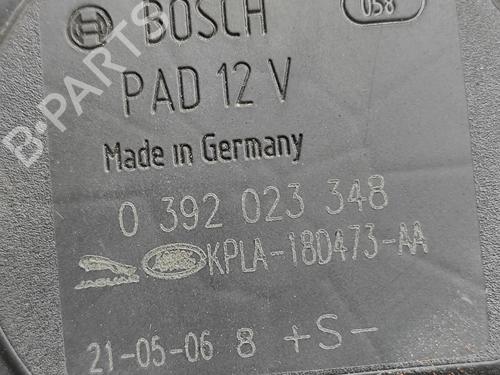 058
BOSCH
PAD 12 V
Made in Germany
0 392 023 348
JAGUAR KPLA-18D473-AA
21-05-06 8 +S-
B-PARTS